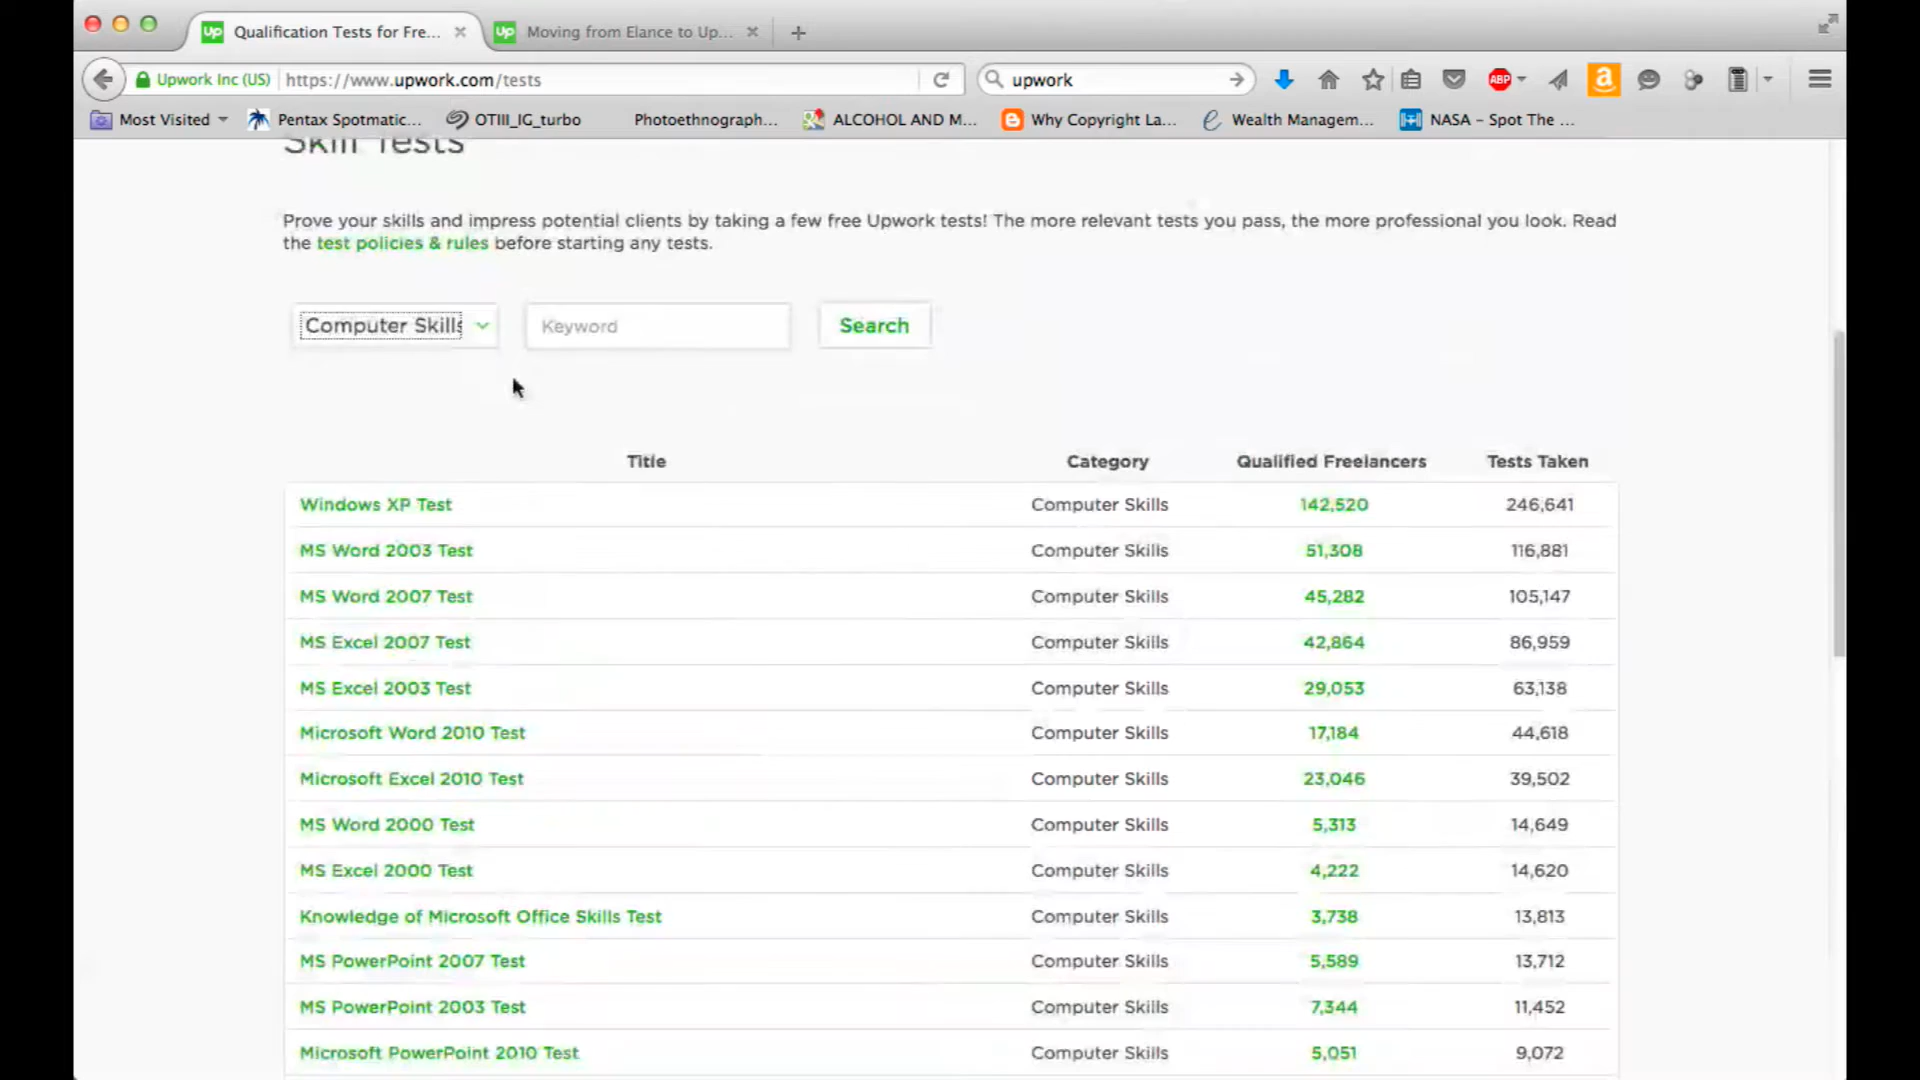 Up Qualification Tests for Fre...
Up Moving from Elance to Up...
Upwork Inc (US) https://www.upwork.com/tests
upwork
ABP
a
Most Visited
Pentax Spotmatic...
OTIII_IG_turbo
Photoethnograph...
ALCOHOL AND M...
Why Copyright La...
Wealth Managem...
NASA – Spot The ...
Skill Tests
Prove your skills and impress potential clients by taking a few free Upwork tests! The more relevant tests you pass, the more professional you look. Read
the test policies & rules before starting any tests.
Computer Skills
Keyword
Search
Title Category Qualified Freelancers Tests Taken
Windows XP Test Computer Skills 142,520 246,641
MS Word 2003 Test Computer Skills 51,308 116,881
MS Word 2007 Test Computer Skills 45,282 105,147
MS Excel 2007 Test Computer Skills 42,864 86,959
MS Excel 2003 Test Computer Skills 29,053 63,138
Microsoft Word 2010 Test Computer Skills 17,184 44,618
Microsoft Excel 2010 Test Computer Skills 23,046 39,502
MS Word 2000 Test Computer Skills 5,313 14,649
MS Excel 2000 Test Computer Skills 4,222 14,620
Knowledge of Microsoft Office Skills Test Computer Skills 3,738 13,813
MS PowerPoint 2007 Test Computer Skills 5,589 13,712
MS PowerPoint 2003 Test Computer Skills 7,344 11,452
Microsoft PowerPoint 2010 Test Computer Skills 5,051 9,072